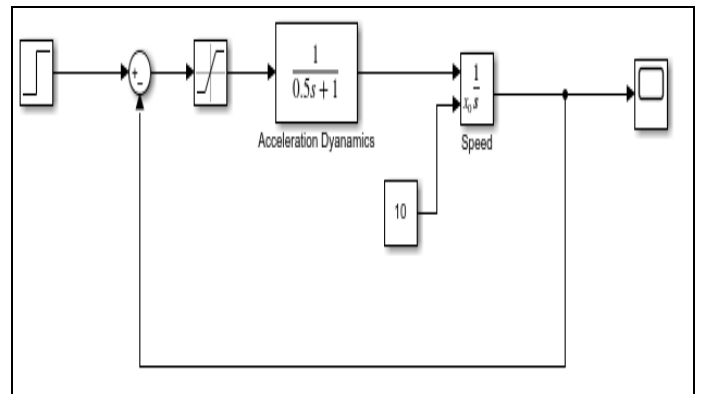 +
−
1
0.5s+1
Acceleration Dyanamics
1
x₀ s
Speed
10